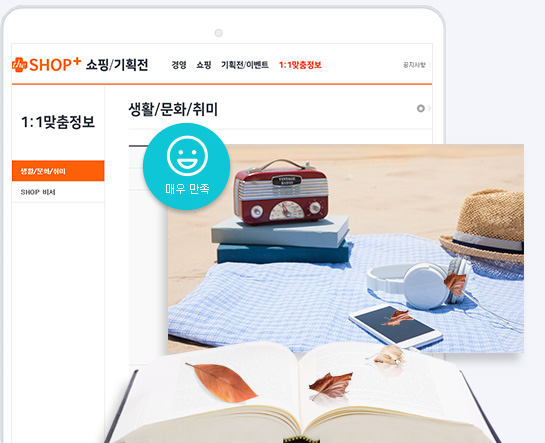 SHOP+ 쇼핑/기획전 경영 쇼핑 기획전/이벤트 1:1맞춤정보 공지사항
1:1맞춤정보
생활/문화/취미
생활/문화/취미
SHOP 비서
매우 만족
VINTAGE
RADIO